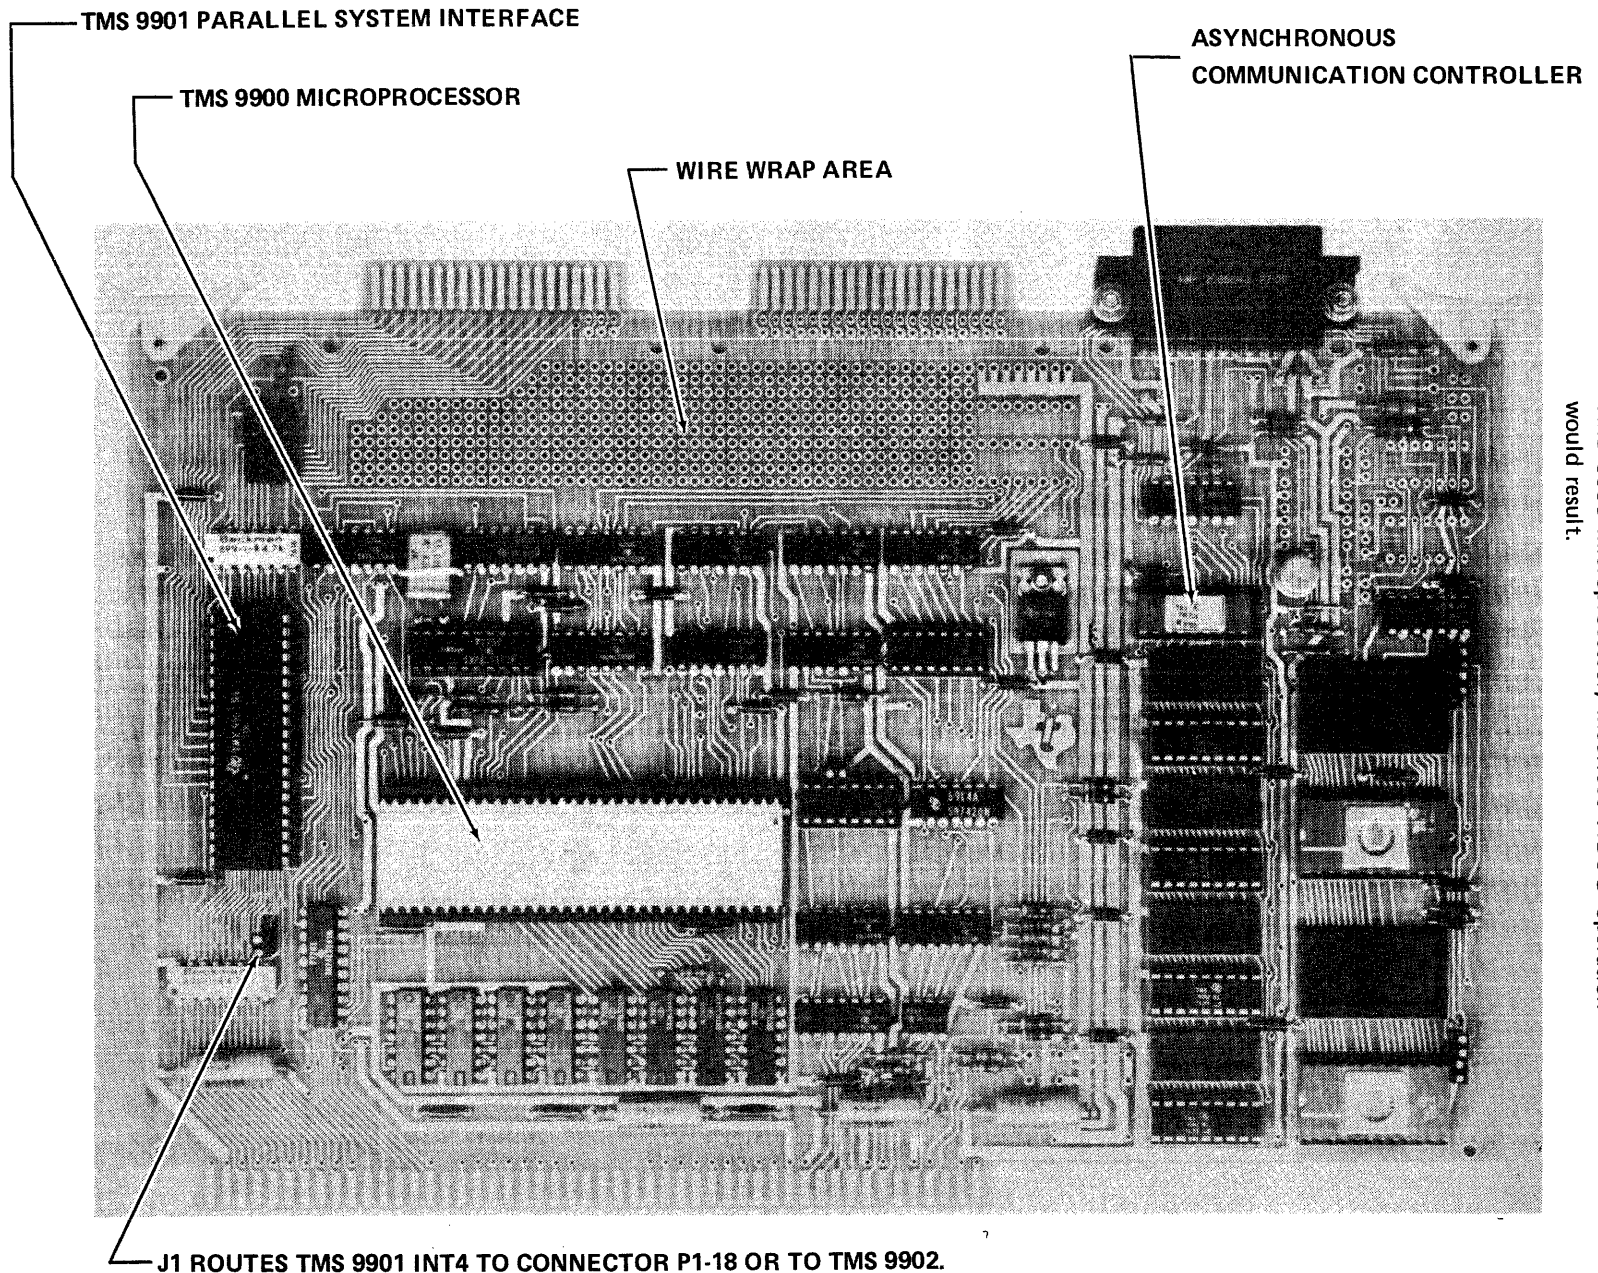 TMS 9901 PARALLEL SYSTEM INTERFACE
ASYNCHRONOUS
COMMUNICATION CONTROLLER
TMS 9900 MICROPROCESSOR
WIRE WRAP AREA
would result.
Beckman
J1 ROUTES TMS 9901 INT4 TO CONNECTOR P1-18 OR TO TMS 9902.